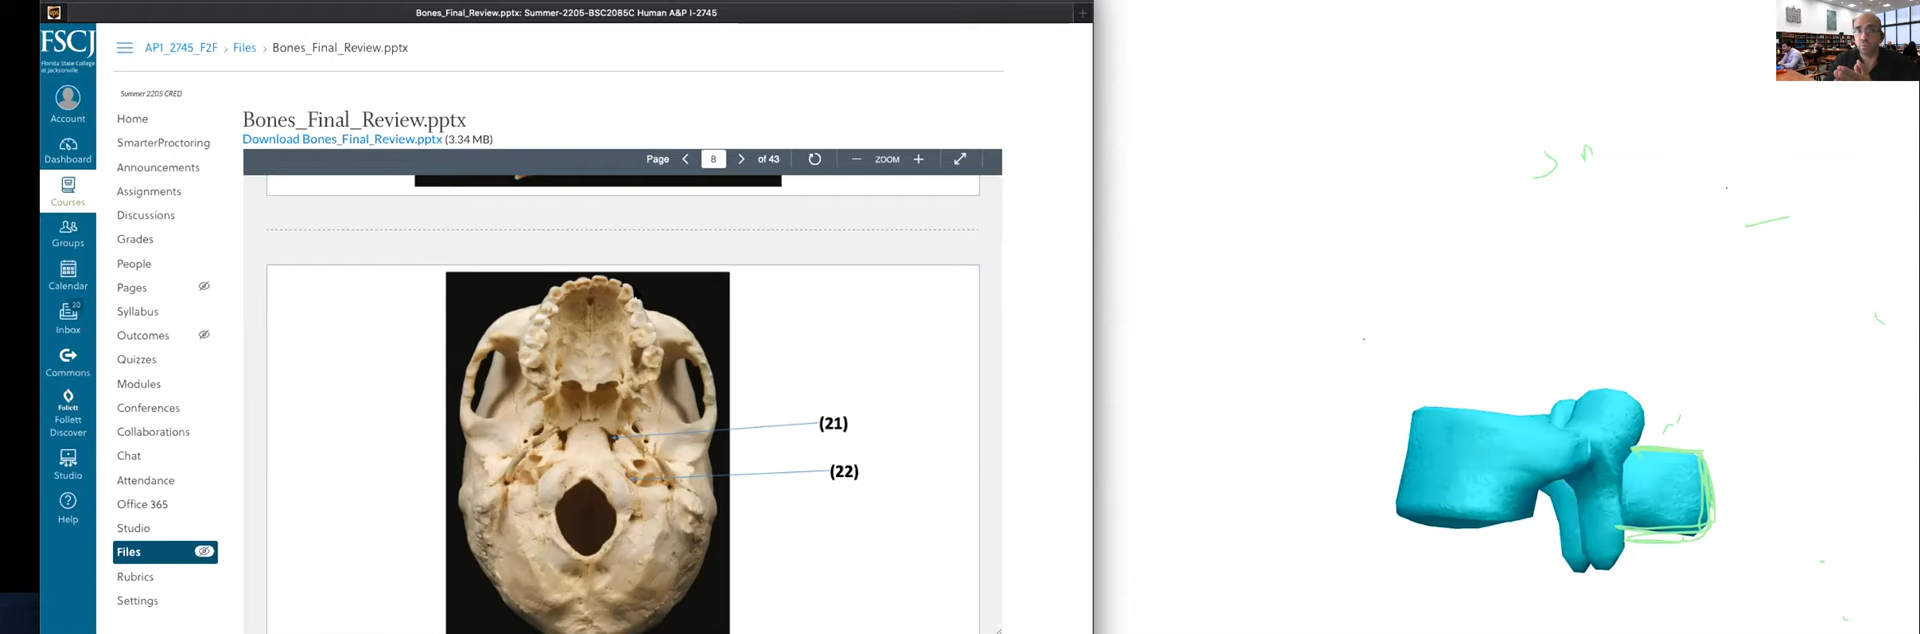 Bones_Final_Review.pptx: Summer-2205-BSC2085C Human A&P I-2745
FSCJ
Florida State College
at Jacksonville
AP1_2745_F2F > Files > Bones_Final_Review.pptx
Account
Dashboard
Courses
Groups
Calendar
20
Inbox
Commons
Follett
Follett
Discover
Studio
Help
Summer 2205 CRED
Home
SmarterProctoring
Announcements
Assignments
Discussions
Grades
People
Pages
Syllabus
Outcomes
Quizzes
Modules
Conferences
Collaborations
Chat
Attendance
Office 365
Studio
Files
Rubrics
Settings
Bones_Final_Review.pptx
Download Bones_Final_Review.pptx (3.34 MB)
Page < 8 > of 43 — ZOOM +
(21)
(22)